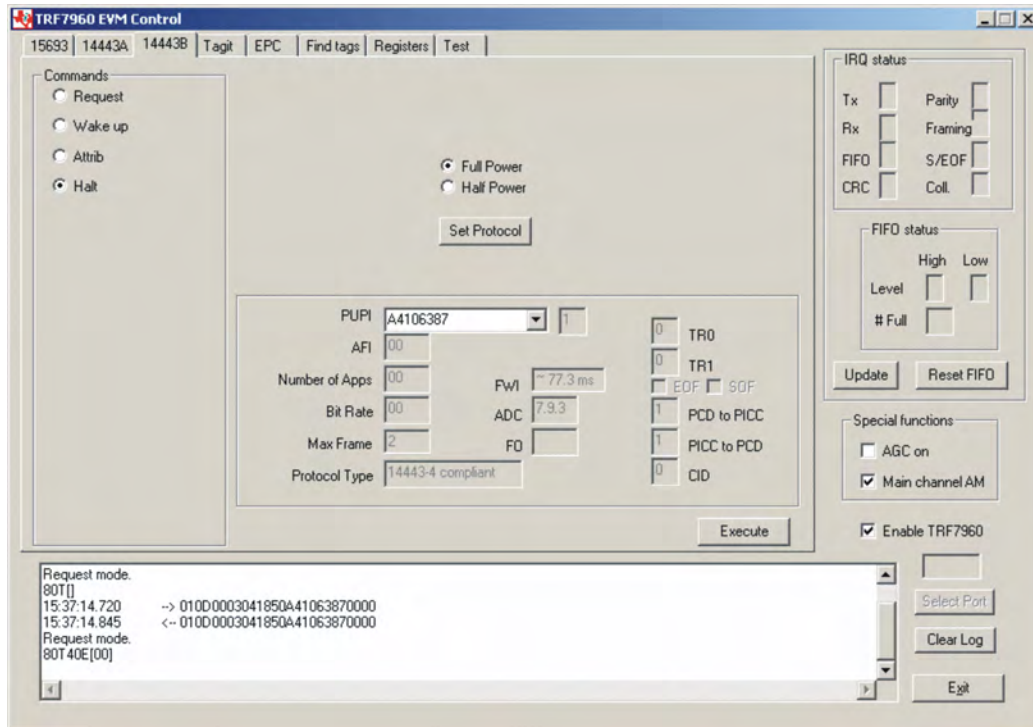 TRF7960 EVM Control
15693 14443A 14443B Tagit EPC Find tags Registers Test
Commands
Request
Wake up
Attrib
Halt
Full Power
Half Power
Set Protocol
PUPI A4106387 1
AFI 00
Number of Apps 00
Bit Rate 00
Max Frame 2
Protocol Type 14443-4 compliant
FWI ~ 77.3 ms
ADC 7.9.3
FO
0 TR0
0 TR1
EOF SOF
1 PCD to PICC
1 PICC to PCD
0 CID
Execute
IRQ status
Tx Parity
Rx Framing
FIFO S/EOF
CRC Coll.
FIFO status
High Low
Level
# Full
Update Reset FIFO
Special functions
AGC on
Main channel AM
Enable TRF7960
Select Port
Clear Log
Exit
Request mode.
80T[]
15:37:14.720 --> 010D0003041850A41063870000
15:37:14.845 <-- 010D0003041850A41063870000
Request mode.
80T40E[00]